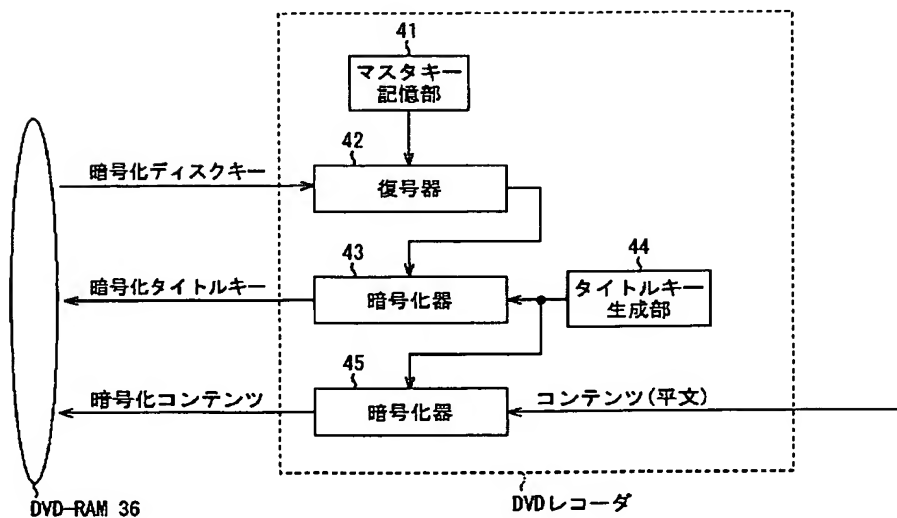 41
マスタキー
記憶部
42
暗号化ディスクキー
復号器
43
44
暗号化タイトルキー
暗号化器
タイトルキー
生成部
45
暗号化コンテンツ
暗号化器
コンテンツ(平文)
DVD-RAM 36
DVDレコーダ